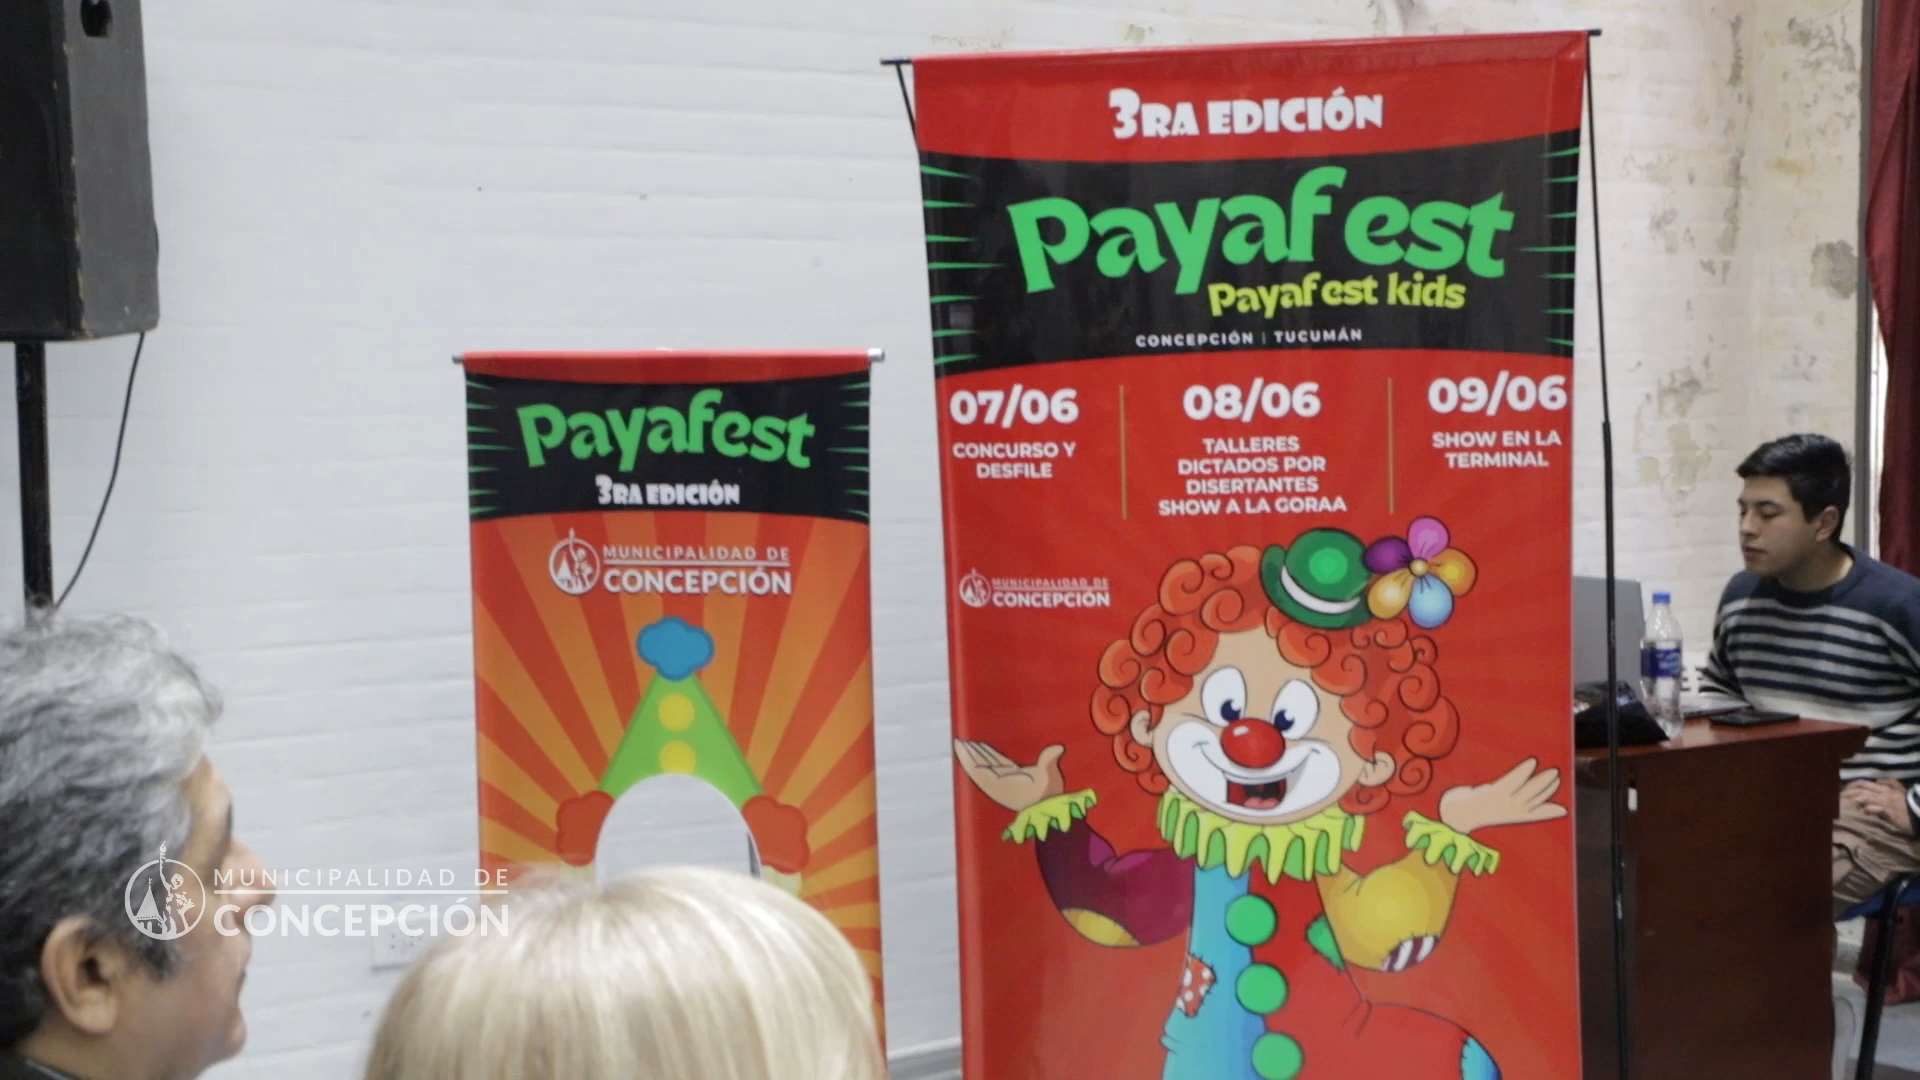 3RA EDICIÓN
Payafest
Payafest kids
CONCEPCIÓN | TUCUMÁN
07/06
CONCURSO Y
DESFILE
08/06
TALLERES
DICTADOS POR
DISERTANTES
SHOW A LA GORAA
09/06
SHOW EN LA
TERMINAL
MUNICIPALIDAD DE
CONCEPCIÓN
Payafest
3RA EDICIÓN
MUNICIPALIDAD DE
CONCEPCIÓN
MUNICIPALIDAD DE
CONCEPCIÓN